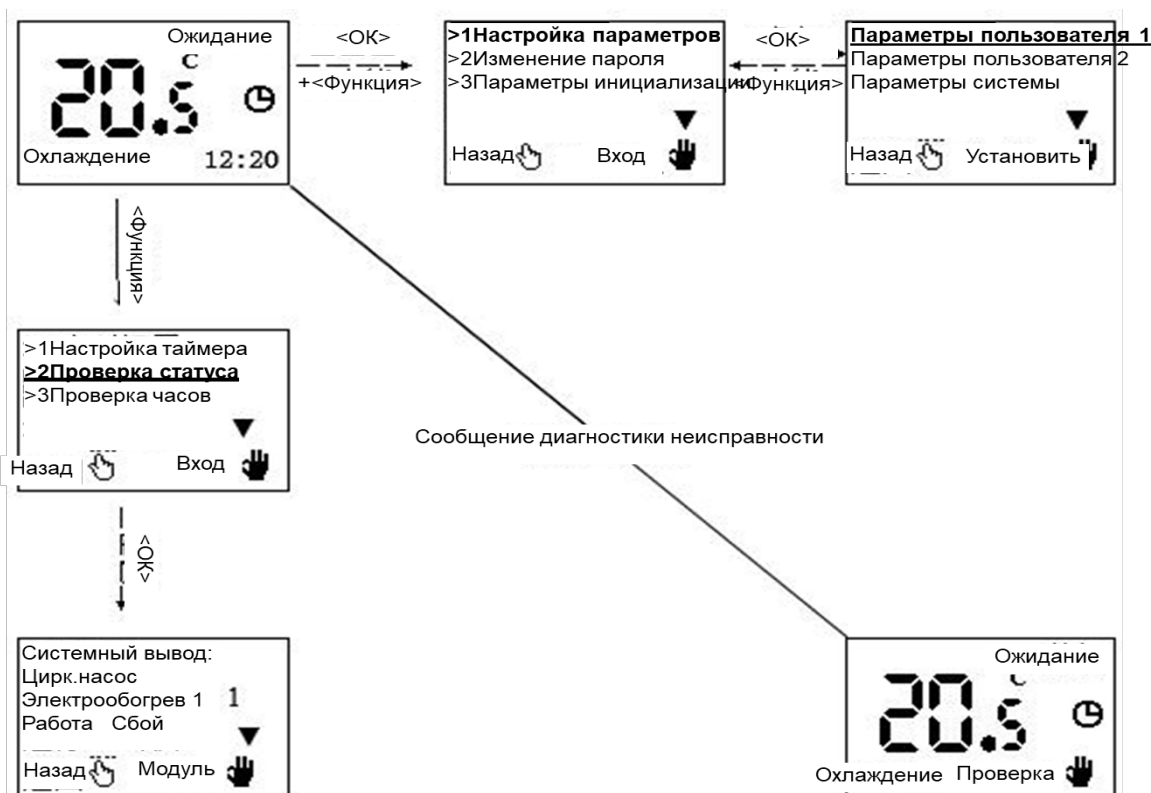 Ожидание
20.5 C
Охлаждение 12:20
<ОК>
+<Функция>
>1Настройка параметров
>2Изменение пароля
>3Параметры инициализации
Назад Вход
<ОК>
<Функция>
Параметры пользователя 1
Параметры пользователя 2
Параметры системы
Назад Установить
<Функция>
>1Настройка таймера
>2Проверка статуса
>3Проверка часов
Назад Вход
Сообщение диагностики неисправности
<ОК>
Системный вывод:
Цирк.насос
Электрообогрев 1 1
Работа Сбой
Назад Модуль
Ожидание
20.5 C
Охлаждение Проверка